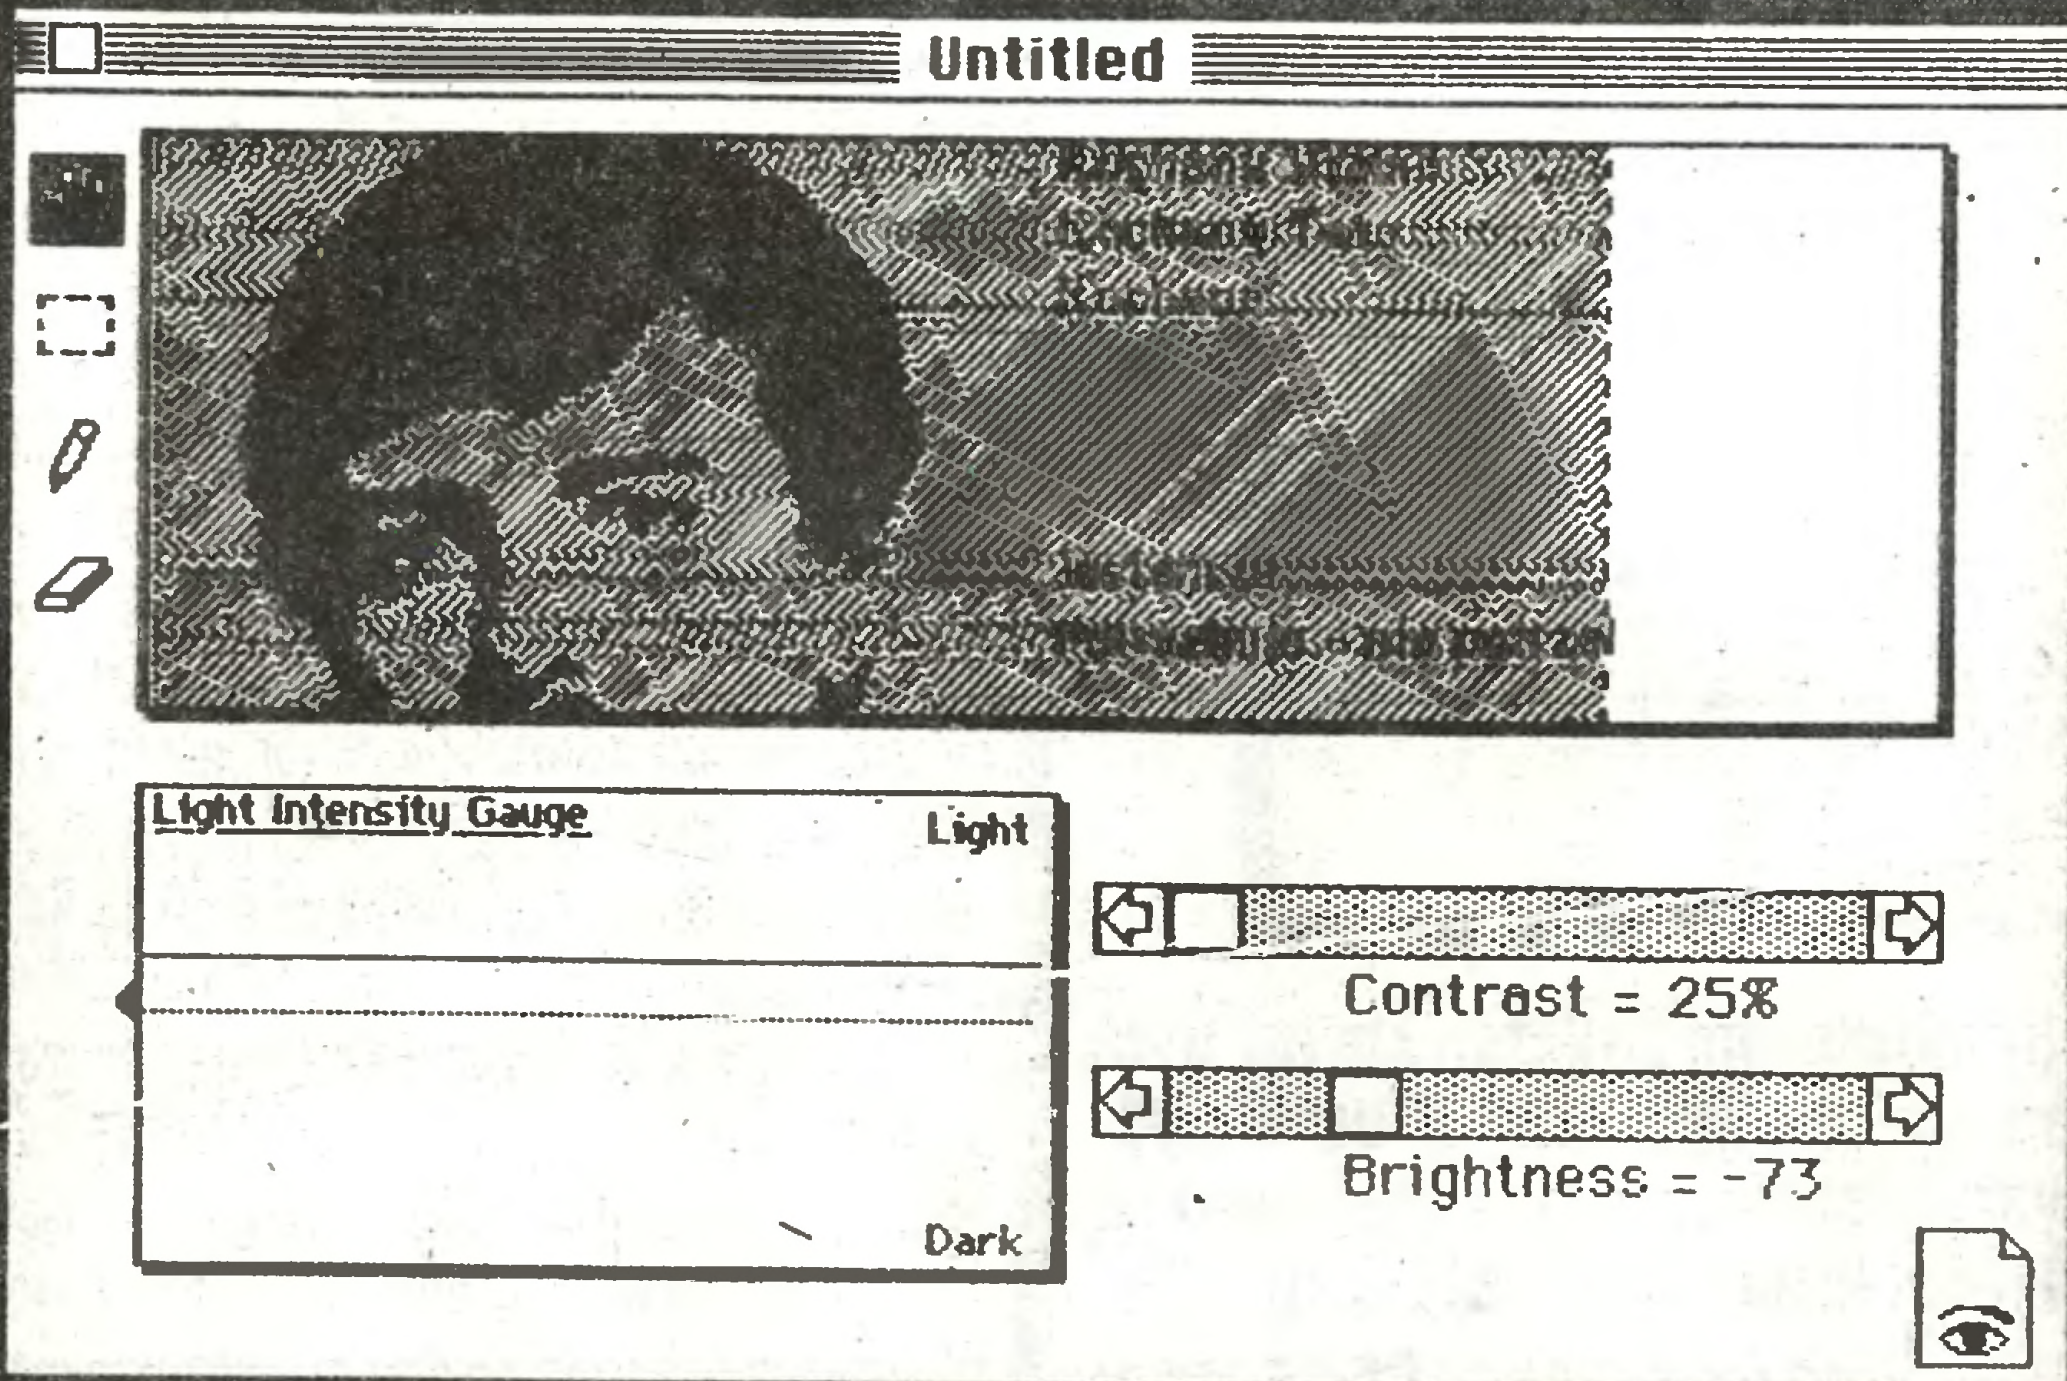 Untitled
Light Intensity Gauge
Light
Contrast = 25%
Brightness = -73
Dark